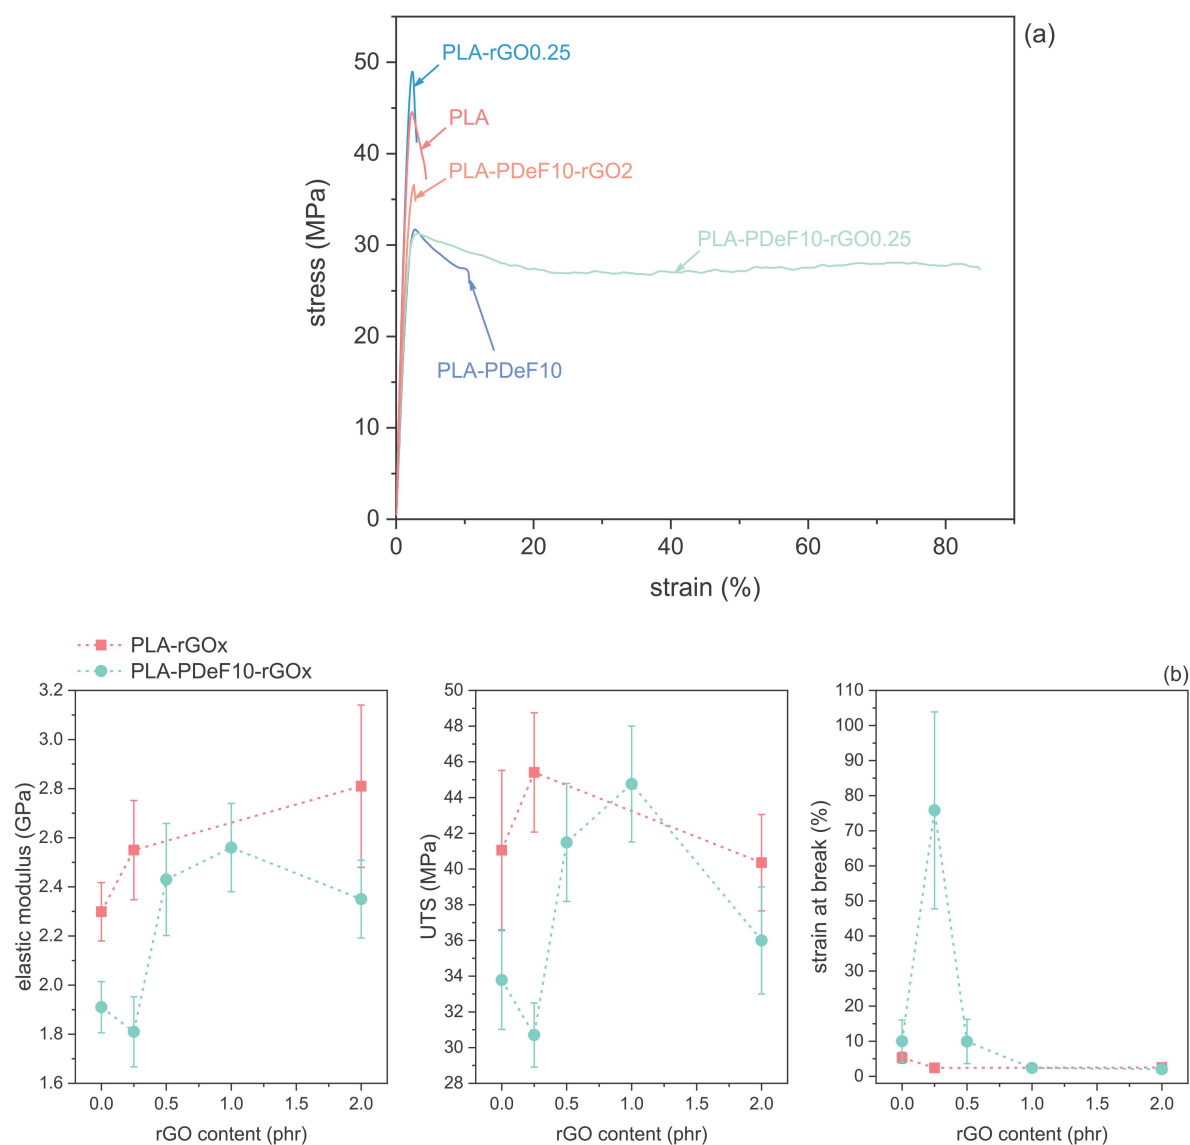 (a)
PLA-rGO0.25
PLA
PLA-PDeF10-rGO2
PLA-PDeF10-rGO0.25
PLA-PDeF10
stress (MPa)
50
40
30
20
10
0
0 20 40 60 80
strain (%)
PLA-rGOx
PLA-PDeF10-rGOx
(b)
elastic modulus (GPa)
3.2
3.0
2.8
2.6
2.4
2.2
2.0
1.8
1.6
0.0 0.5 1.0 1.5 2.0
rGO content (phr)
UTS (MPa)
50
48
46
44
42
40
38
36
34
32
30
28
0.0 0.5 1.0 1.5 2.0
rGO content (phr)
strain at break (%)
110
100
90
80
70
60
50
40
30
20
10
0
0.0 0.5 1.0 1.5 2.0
rGO content (phr)